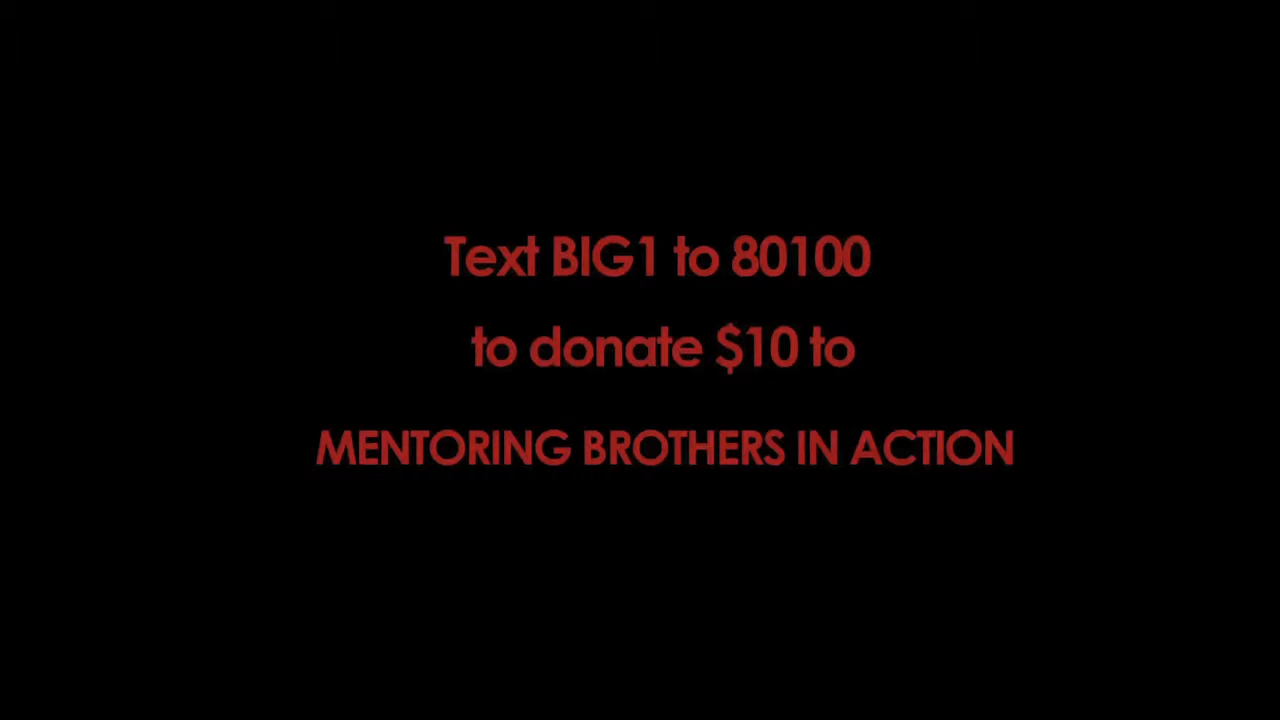 Text BIG1 to 80100
to donate $10 to
MENTORING BROTHERS IN ACTION